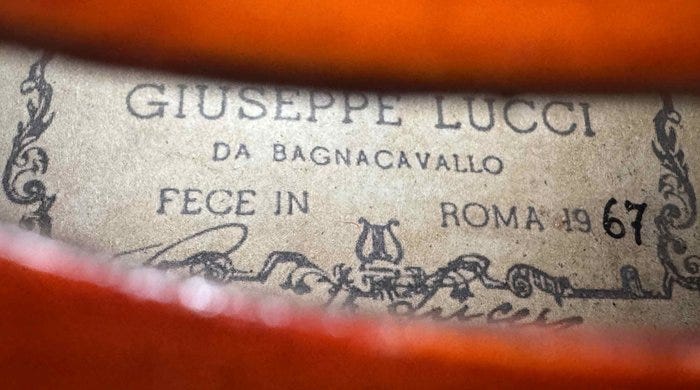 GIUSEPPE LUCCI
DA BAGNACAVALLO
FECE IN ROMA 1967